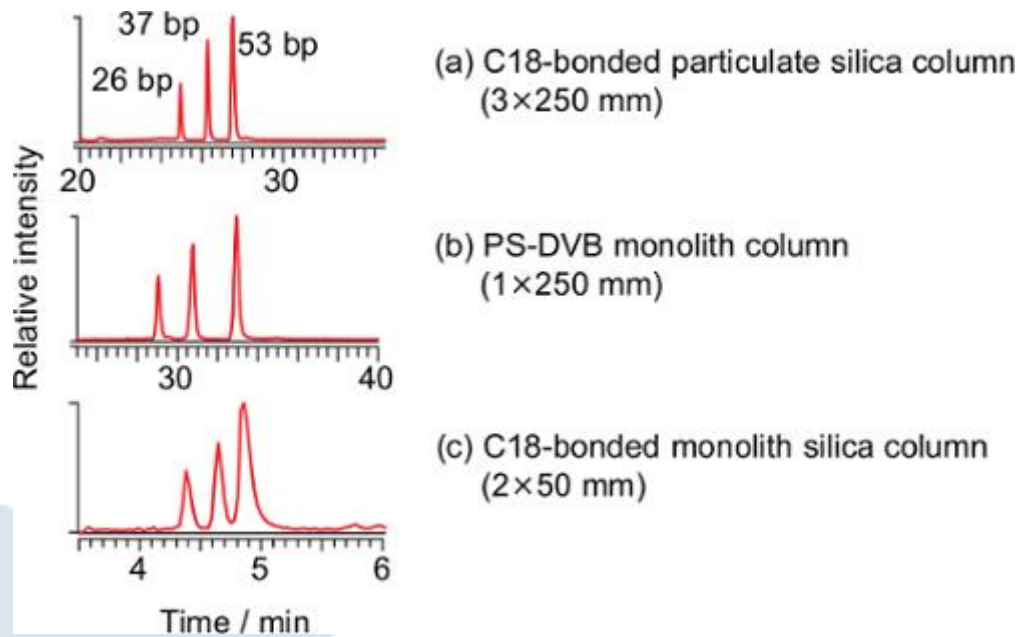 37 bp
53 bp
26 bp
(a) C18-bonded particulate silica column
(3×250 mm)
20
30
Relative intensity
(b) PS-DVB monolith column
(1×250 mm)
30
40
(c) C18-bonded monolith silica column
(2×50 mm)
4
5
6
Time / min